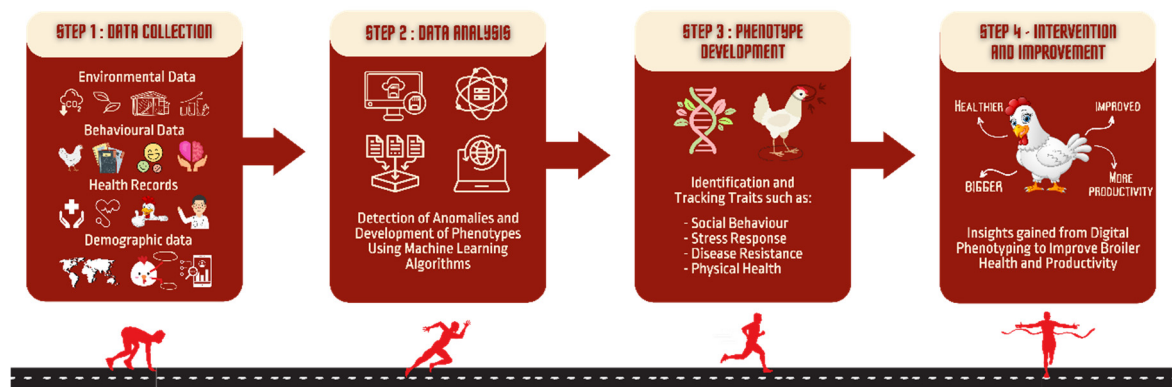 STEP 1 : DATA COLLECTION
Environmental Data
CO₂
Behavioural Data
Health Records
Demographic data
STEP 2 : DATA ANALYSIS
Detection of Anomalies and
Development of Phenotypes
Using Machine Learning
Algorithms
STEP 3 : PHENOTYPE
DEVELOPMENT
Identification and
Tracking Traits such as:
- Social Behaviour
- Stress Response
- Disease Resistance
- Physical Health
STEP 4 - INTERVENTION
AND IMPROVEMENT
HEALTHIER
IMPROVED
BIGGER
MORE
PRODUCTIVITY
Insights gained from Digital
Phenotyping to Improve Broiler
Health and Productivity